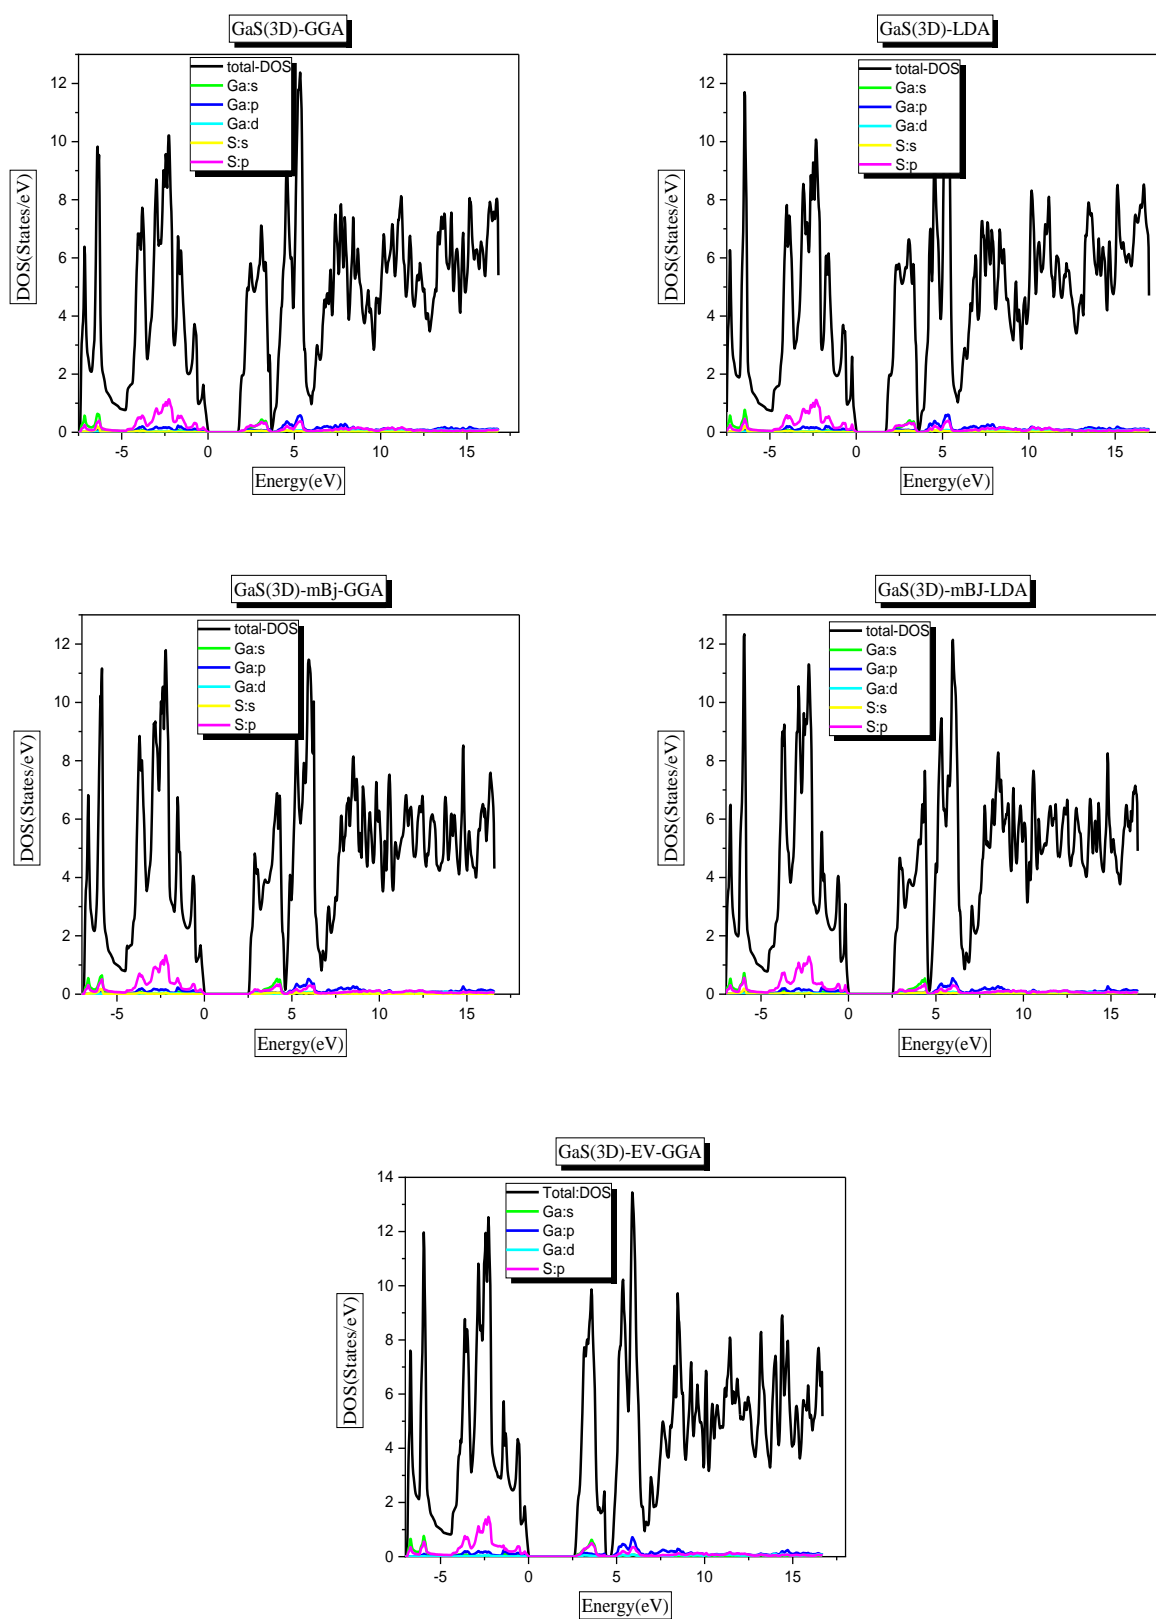 GaS(3D)-GGA
total-DOS
Ga:s
Ga:p
Ga:d
S:s
S:p
DOS(States/eV)
12
10
8
6
4
2
0
-5
0
5
10
15
Energy(eV)
GaS(3D)-LDA
total-DOS
Ga:s
Ga:p
Ga:d
S:s
S:p
DOS(States/eV)
12
10
8
6
4
2
0
-5
0
5
10
15
Energy(eV)
GaS(3D)-mBj-GGA
total-DOS
Ga:s
Ga:p
Ga:d
S:s
S:p
DOS(States/eV)
12
10
8
6
4
2
0
-5
0
5
10
15
Energy(eV)
GaS(3D)-mBJ-LDA
total-DOS
Ga:s
Ga:p
Ga:d
S:s
S:p
DOS(States/eV)
12
10
8
6
4
2
0
-5
0
5
10
15
Energy(eV)
GaS(3D)-EV-GGA
Total:DOS
Ga:s
Ga:p
Ga:d
S:p
DOS(States/eV)
14
12
10
8
6
4
2
0
-5
0
5
10
15
Energy(eV)